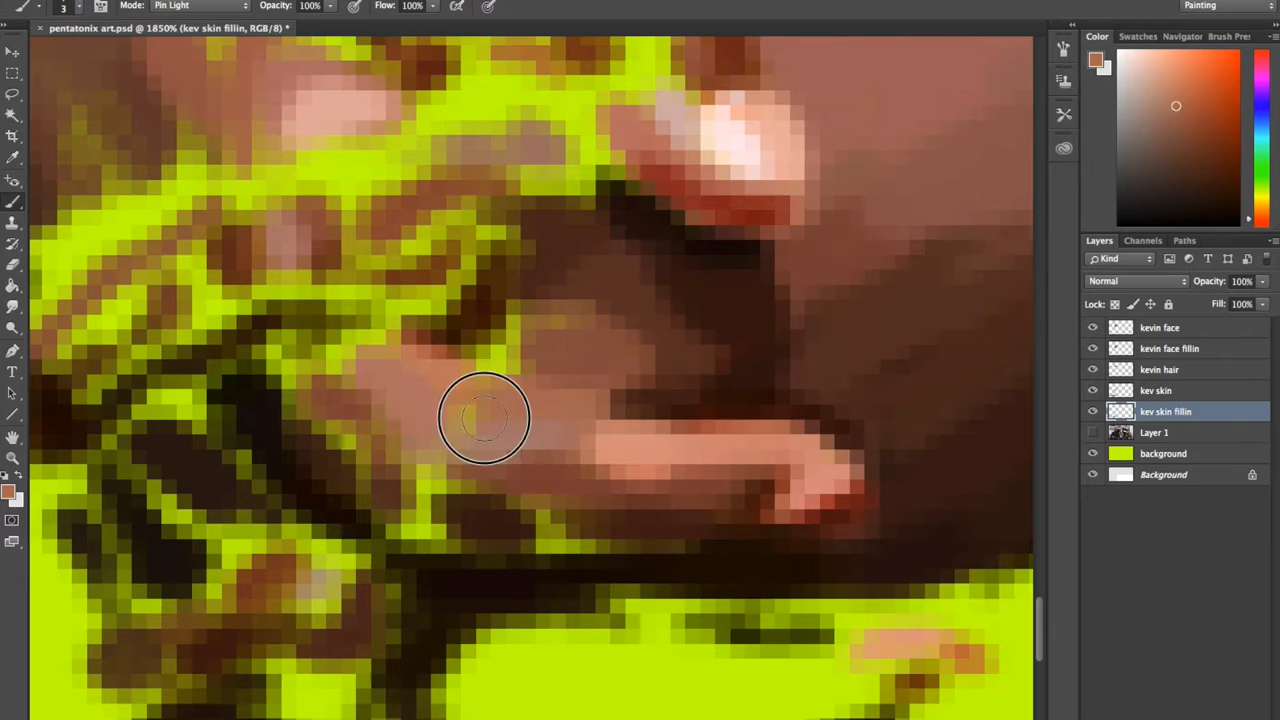 3 Mode: Pin Light Opacity: 100% Flow: 100% Painting
× pentatonix art.psd @ 1850% (kev skin fillin, RGB/8) *
Color Swatches Navigator Brush Pre
Layers Channels Paths
Kind
Normal Opacity: 100%
Lock: Fill: 100%
kevin face
kevin face fillin
kevin hair
kev skin
kev skin fillin
Layer 1
background
Background